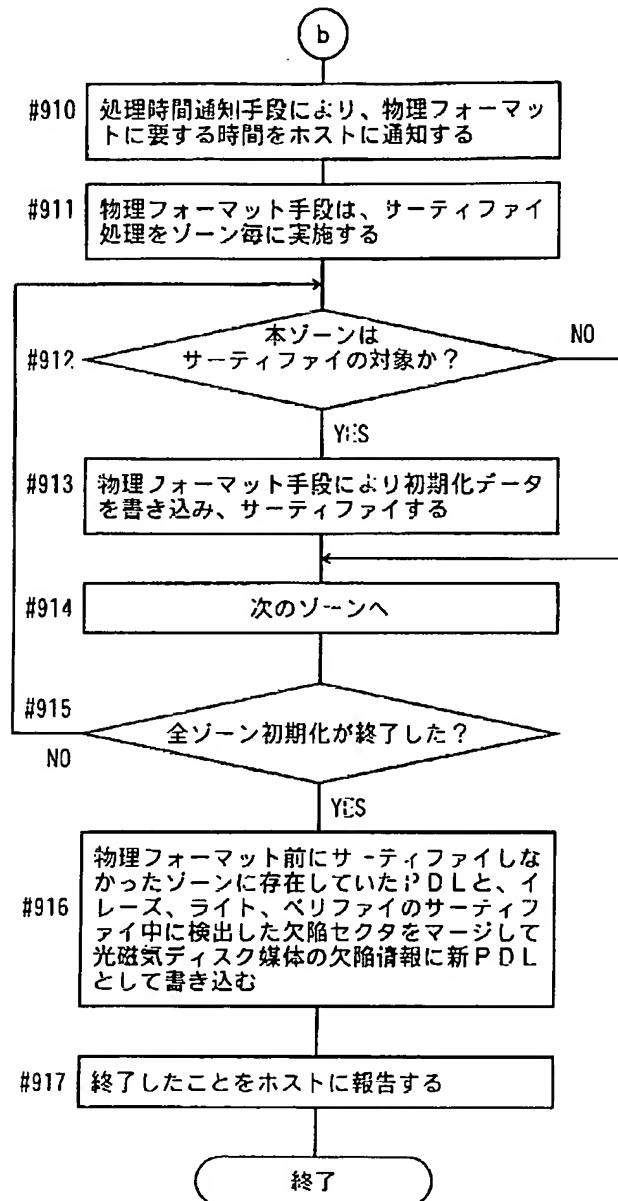 b
#910
処理時間通知手段により、物理フォーマッ
トに要する時間をホストに通知する
#911
物理フォーマット手段は、サーティファイ
処理をゾーン毎に実施する
#912
本ゾーンは
サーティファイの対象か？
NO
YES
#913
物理フォーマット手段により初期化データ
を書き込み、サーティファイする
#914
次のゾーンへ
#915
全ゾーン初期化が終了した？
NO
YES
#916
物理フォーマット前にサーティファイしな
かったゾーンに存在していたＰＤＬと、イ
レーズ、ライト、ベリファイのサーティフ
ァイ中に検出した欠陥セクタをマージして
光磁気ディスク媒体の欠陥情報に新ＰＤＬ
として書き込む
#917
終了したことをホストに報告する
終了